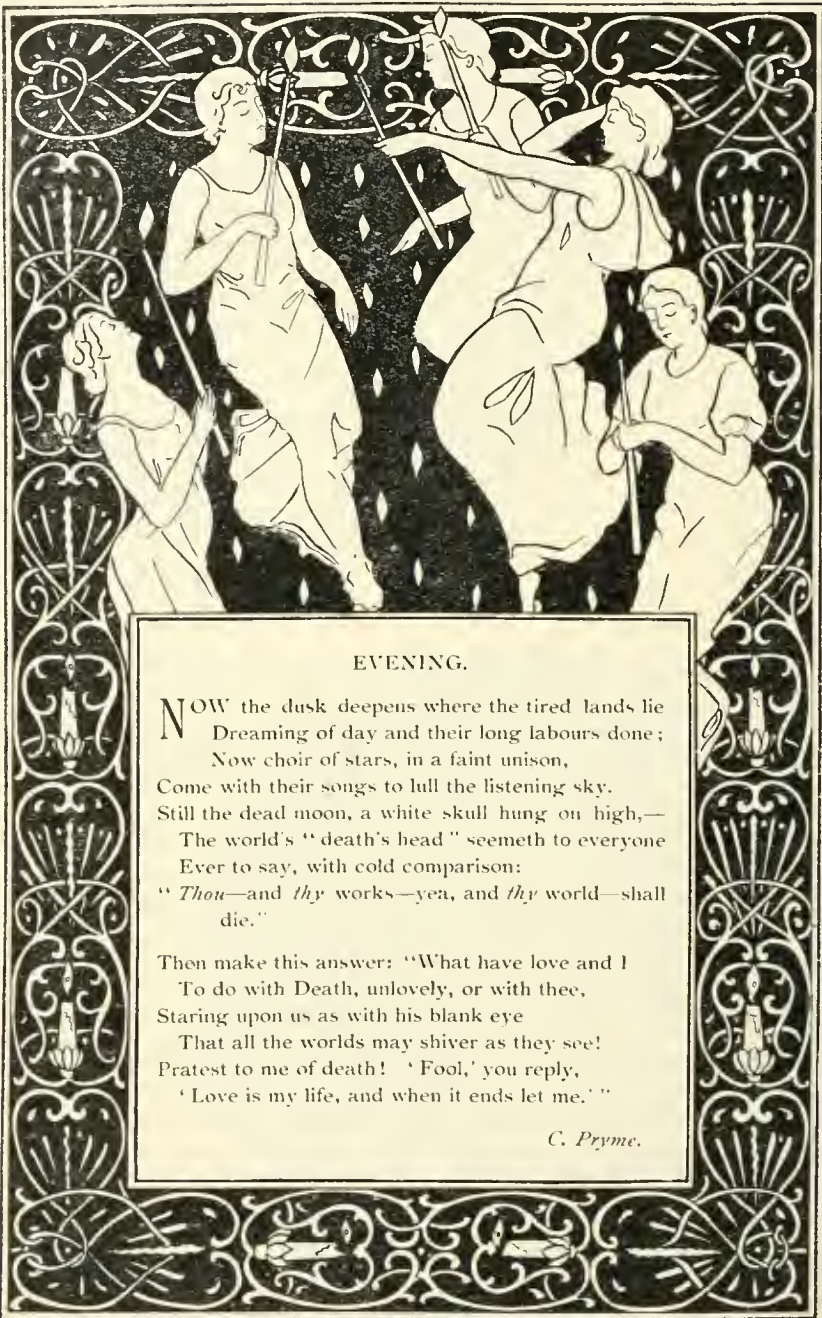 EVENING.
NOW the dusk deepens where the tired lands lie
Dreaming of day and their long labours done;
Now choir of stars, in a faint unison,
Come with their songs to lull the listening sky.
Still the dead moon, a white skull hung on high,—
The world's "death's head" seemeth to everyone
Ever to say, with cold comparison:
"Thou—and thy works—yea, and thy world—shall
die."
Then make this answer: "What have love and I
To do with Death, unlovely, or with thee,
Staring upon us as with his blank eye
That all the worlds may shiver as they see!
Pratest to me of death! 'Fool,' you reply,
'Love is my life, and when it ends let me.'"
C. Pryme.